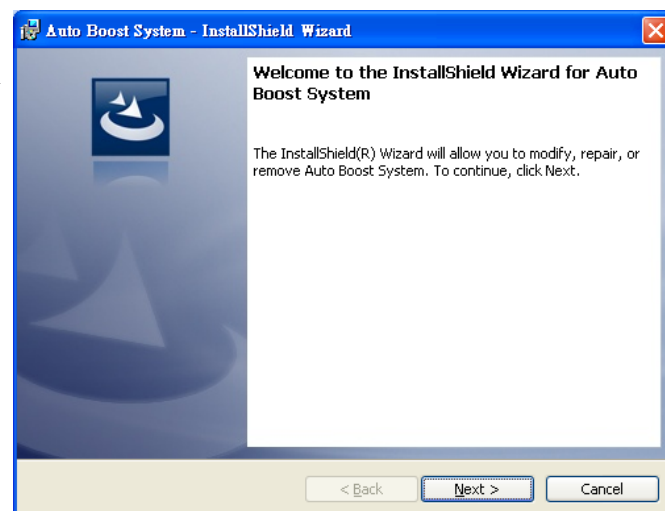 Auto Boost System - InstallShield Wizard
Welcome to the InstallShield Wizard for Auto
Boost System
The InstallShield(R) Wizard will allow you to modify, repair, or
remove Auto Boost System. To continue, click Next.
< Back
Next >
Cancel